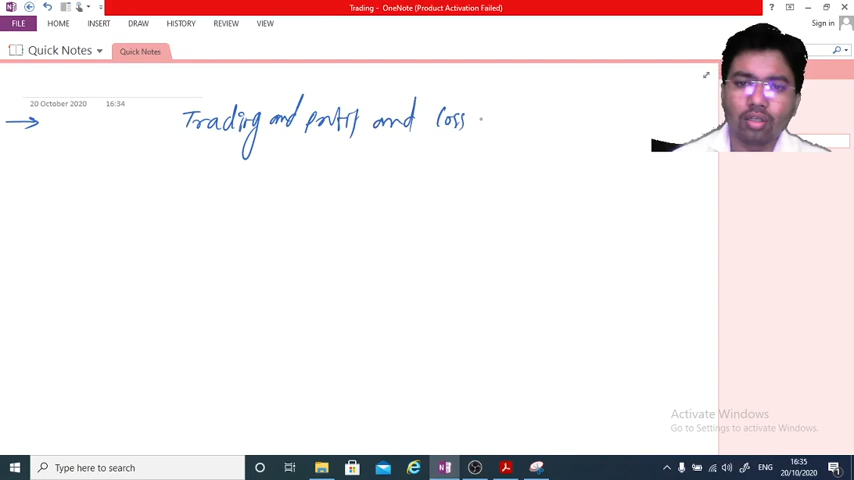 Trading - OneNote (Product Activation Failed)
FILE HOME INSERT DRAW HISTORY REVIEW VIEW Sign in
Quick Notes Quick Notes
20 October 2020 16:34
Trading and profit and loss
Activate Windows
Go to Settings to activate Windows.
Type here to search ENG 16:35
20/10/2020